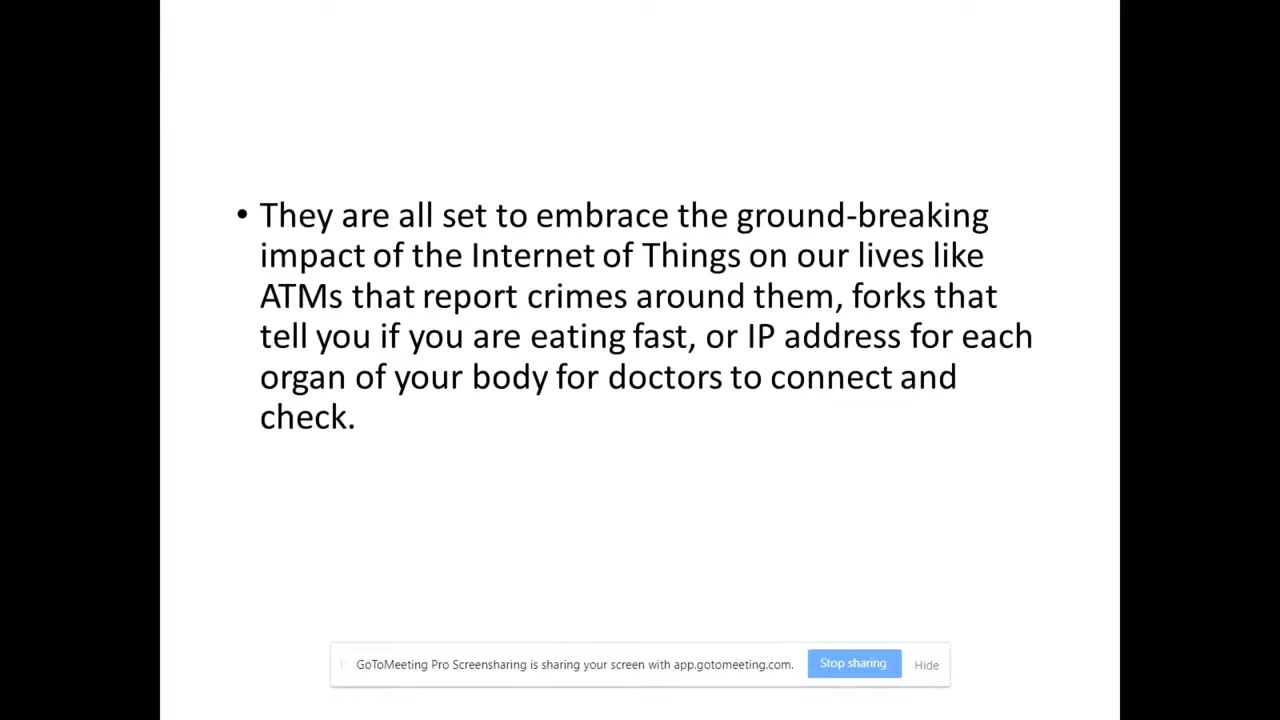 • They are all set to embrace the ground-breaking
impact of the Internet of Things on our lives like
ATMs that report crimes around them, forks that
tell you if you are eating fast, or IP address for each
organ of your body for doctors to connect and
check.
GoToMeeting Pro Screensharing is sharing your screen with app.gotomeeting.com. Stop sharing Hide